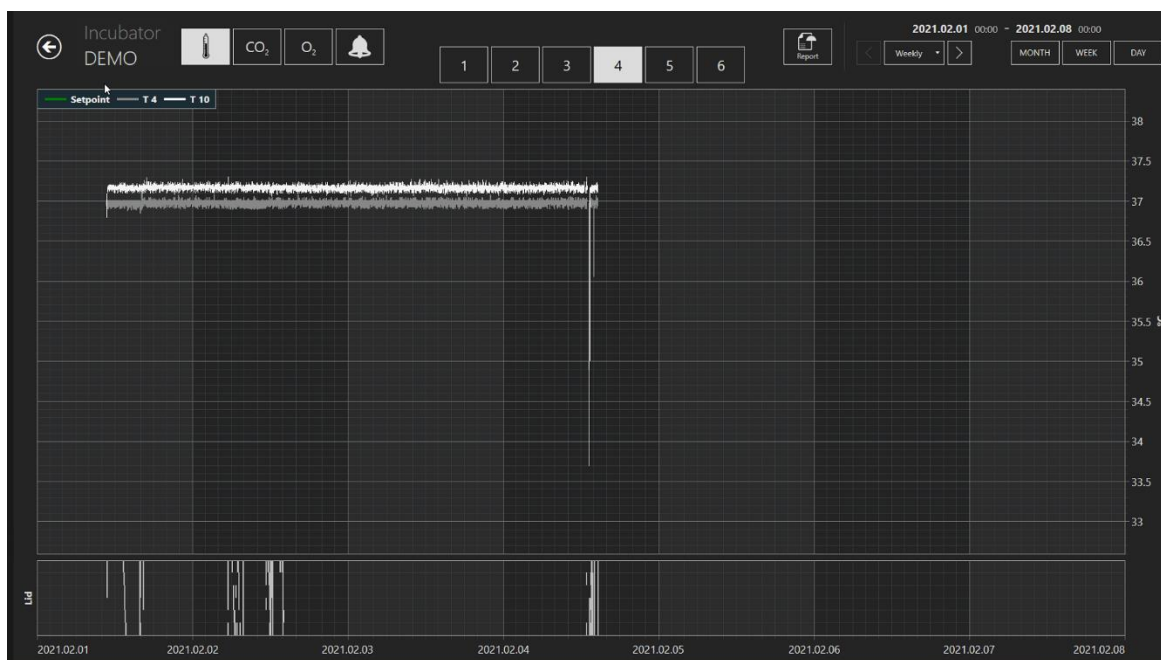 Incubator
DEMO
CO₂
O₂
1 2 3 4 5 6
Report
2021.02.01 00:00 - 2021.02.08 00:00
Weekly
MONTH WEEK DAY
Setpoint T 4 T 10
38
37.5
37
36.5
36
35.5
35
34.5
34
33.5
33
Lid
2021.02.01 2021.02.02 2021.02.03 2021.02.04 2021.02.05 2021.02.06 2021.02.07 2021.02.08